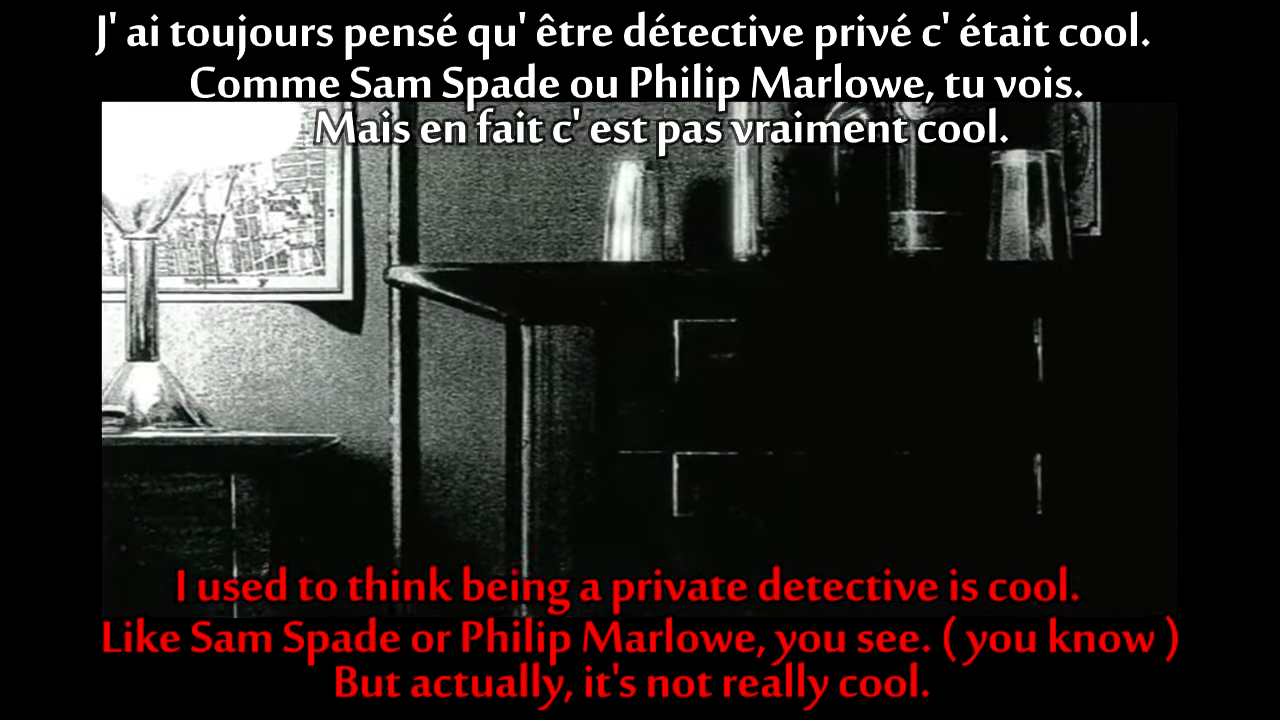 J' ai toujours pensé qu' être détective privé c' était cool.
Comme Sam Spade ou Philip Marlowe, tu vois.
Mais en fait c' est pas vraiment cool.
I used to think being a private detective is cool.
Like Sam Spade or Philip Marlowe, you see. ( you know )
But actually, it's not really cool.